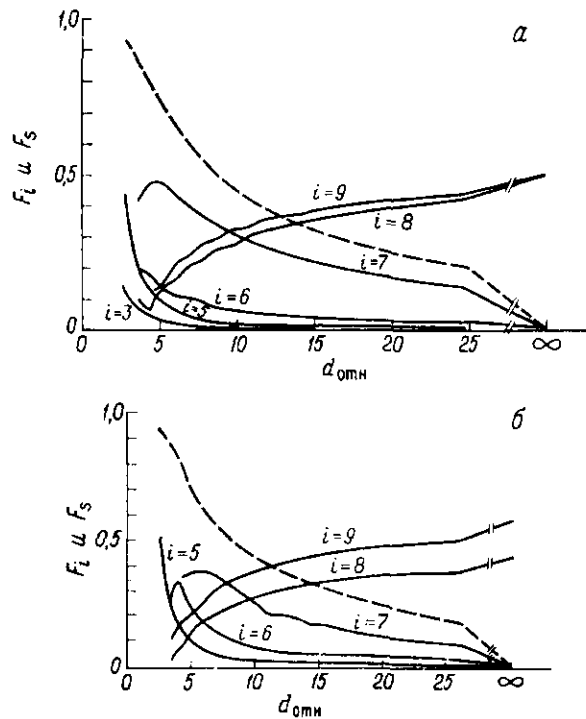 а
1,0
F_i и F_s
0,5
i=9
i=8
i=7
i=6
i=3
i=5
0
0 5 10 15 20 25 ∞
d_отн
б
1,0
F_i и F_s
i=9
i=5
0,5
i=8
i=7
i=6
0
0 5 10 15 20 25 ∞
d_отн